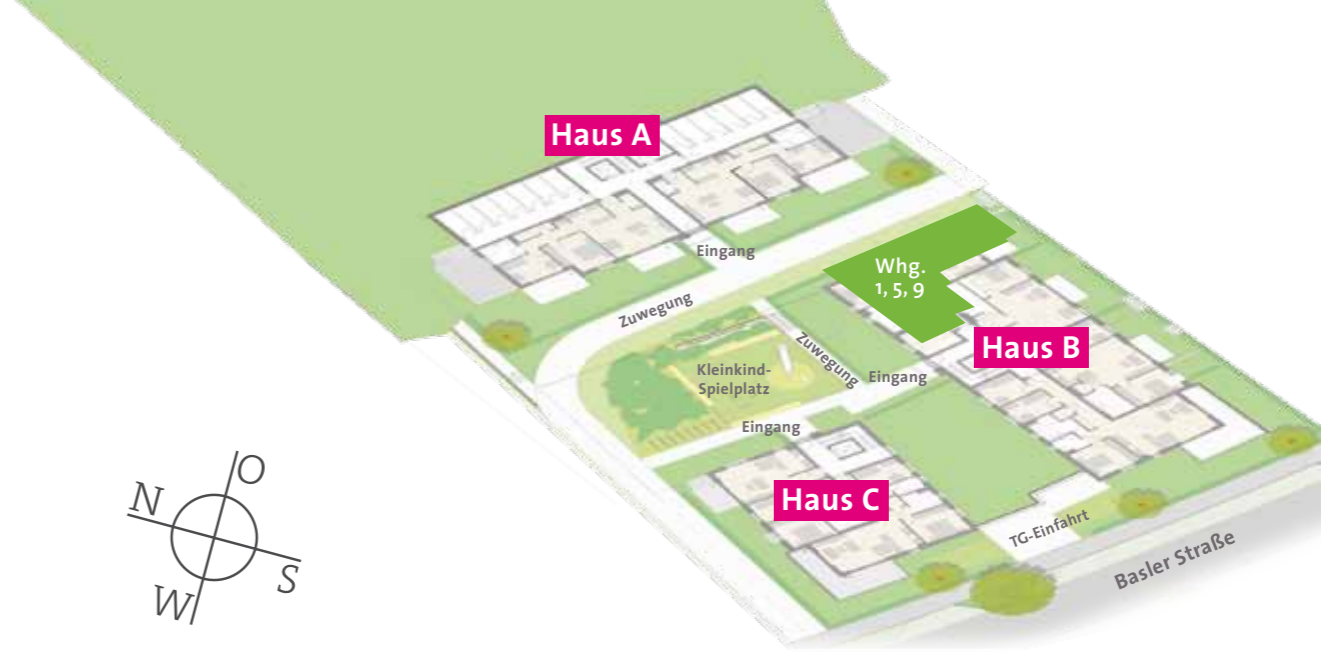 Haus A
Eingang
Whg.
1, 5, 9
Zuwegung
Haus B
Zuwegung
Kleinkind-
Spielplatz
Eingang
Eingang
Haus C
TG-Einfahrt
Basler Straße
O
N
S
W